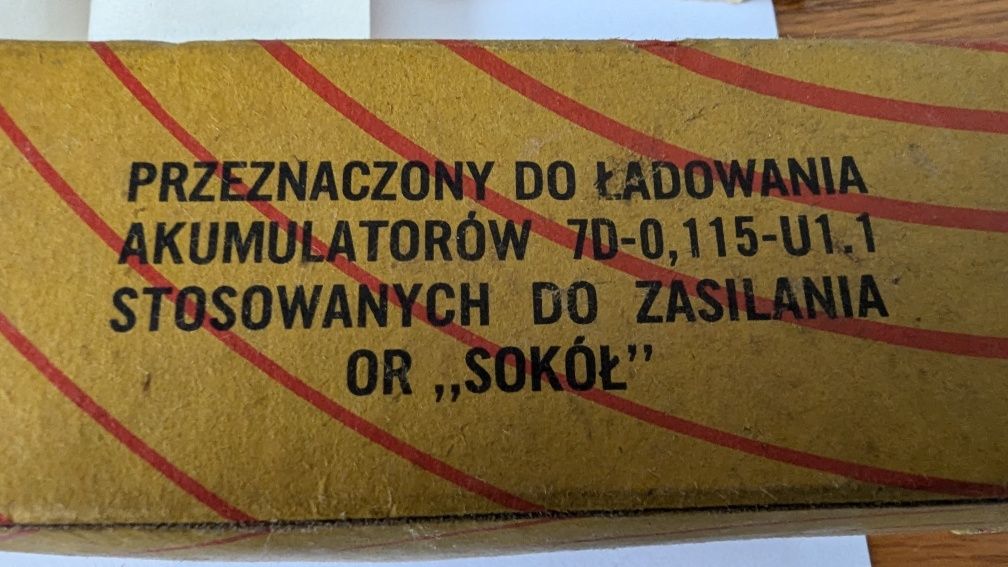 PRZEZNACZONY DO ŁADOWANIA
AKUMULATORÓW 7D-0,115-U1.1
STOSOWANYCH DO ZASILANIA
OR „SOKÓŁ”